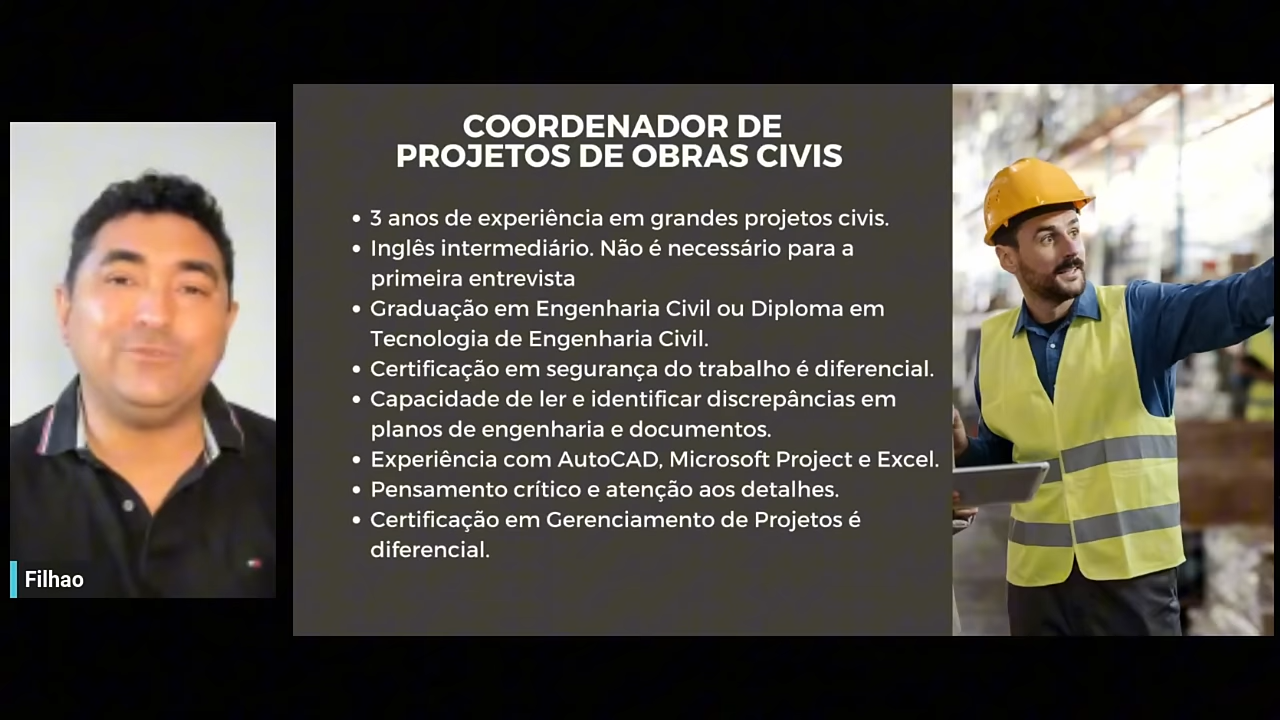 COORDENADOR DE
PROJETOS DE OBRAS CIVIS
• 3 anos de experiência em grandes projetos civis.
• Inglês intermediário. Não é necessário para a
primeira entrevista
• Graduação em Engenharia Civil ou Diploma em
Tecnologia de Engenharia Civil.
• Certificação em segurança do trabalho é diferencial.
• Capacidade de ler e identificar discrepâncias em
planos de engenharia e documentos.
• Experiência com AutoCAD, Microsoft Project e Excel.
• Pensamento crítico e atenção aos detalhes.
• Certificação em Gerenciamento de Projetos é
diferencial.
Filhao